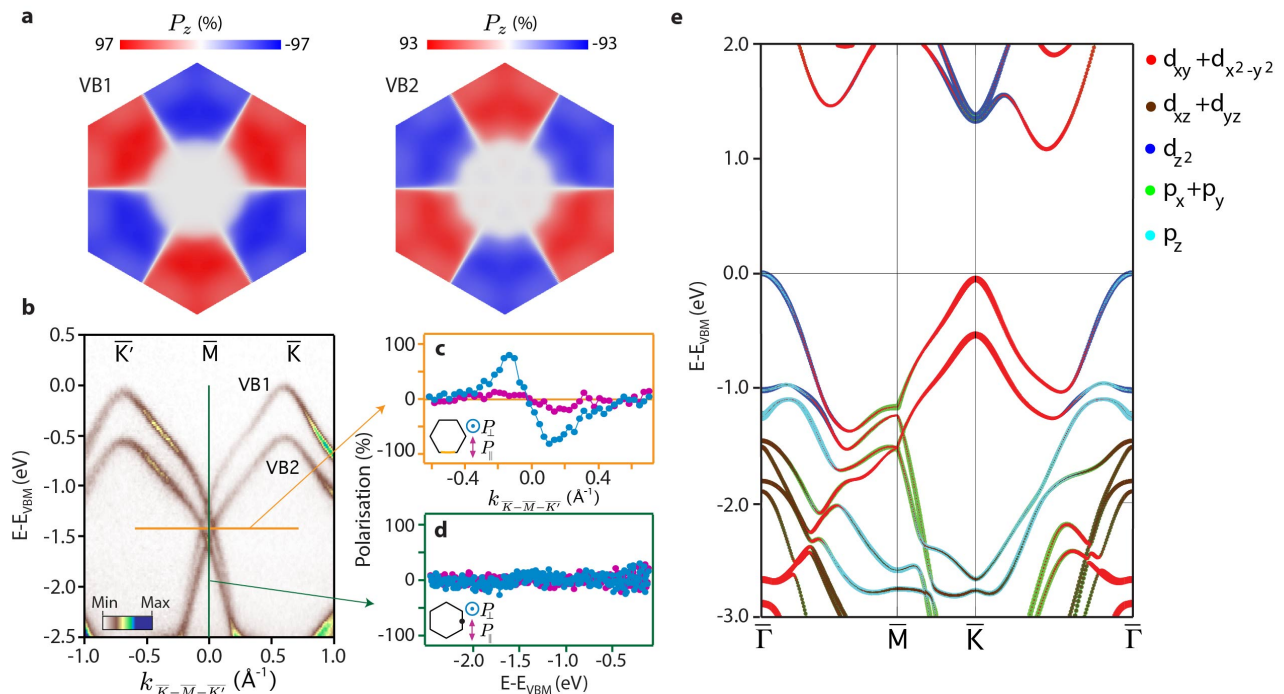 a
P_z (%)
97 -97
VB1
P_z (%)
93 -93
VB2
b
0.5
0.0
-0.5
-1.0
-1.5
-2.0
-2.5
E-E_VBM (eV)
K̅′ M̅ K̅
VB1
VB2
Min Max
-1.0 -0.5 0.0 0.5 1.0
k_K̅−M̅−K̅′ (Å⁻¹)
Polarisation (%)
c
100
0
-100
P⊥
P∥
-0.4 0.0 0.4
k_K̅−M̅−K̅′ (Å⁻¹)
d
100
0
-100
P⊥
P∥
-2.0 -1.5 -1.0 -0.5
E-E_VBM (eV)
e
2.0
1.0
0.0
-1.0
-2.0
-3.0
E-E_VBM (eV)
Γ̅ M̅ K̅ Γ̅
d_xy + d_x²-y²
d_xz + d_yz
d_z²
p_x + p_y
p_z